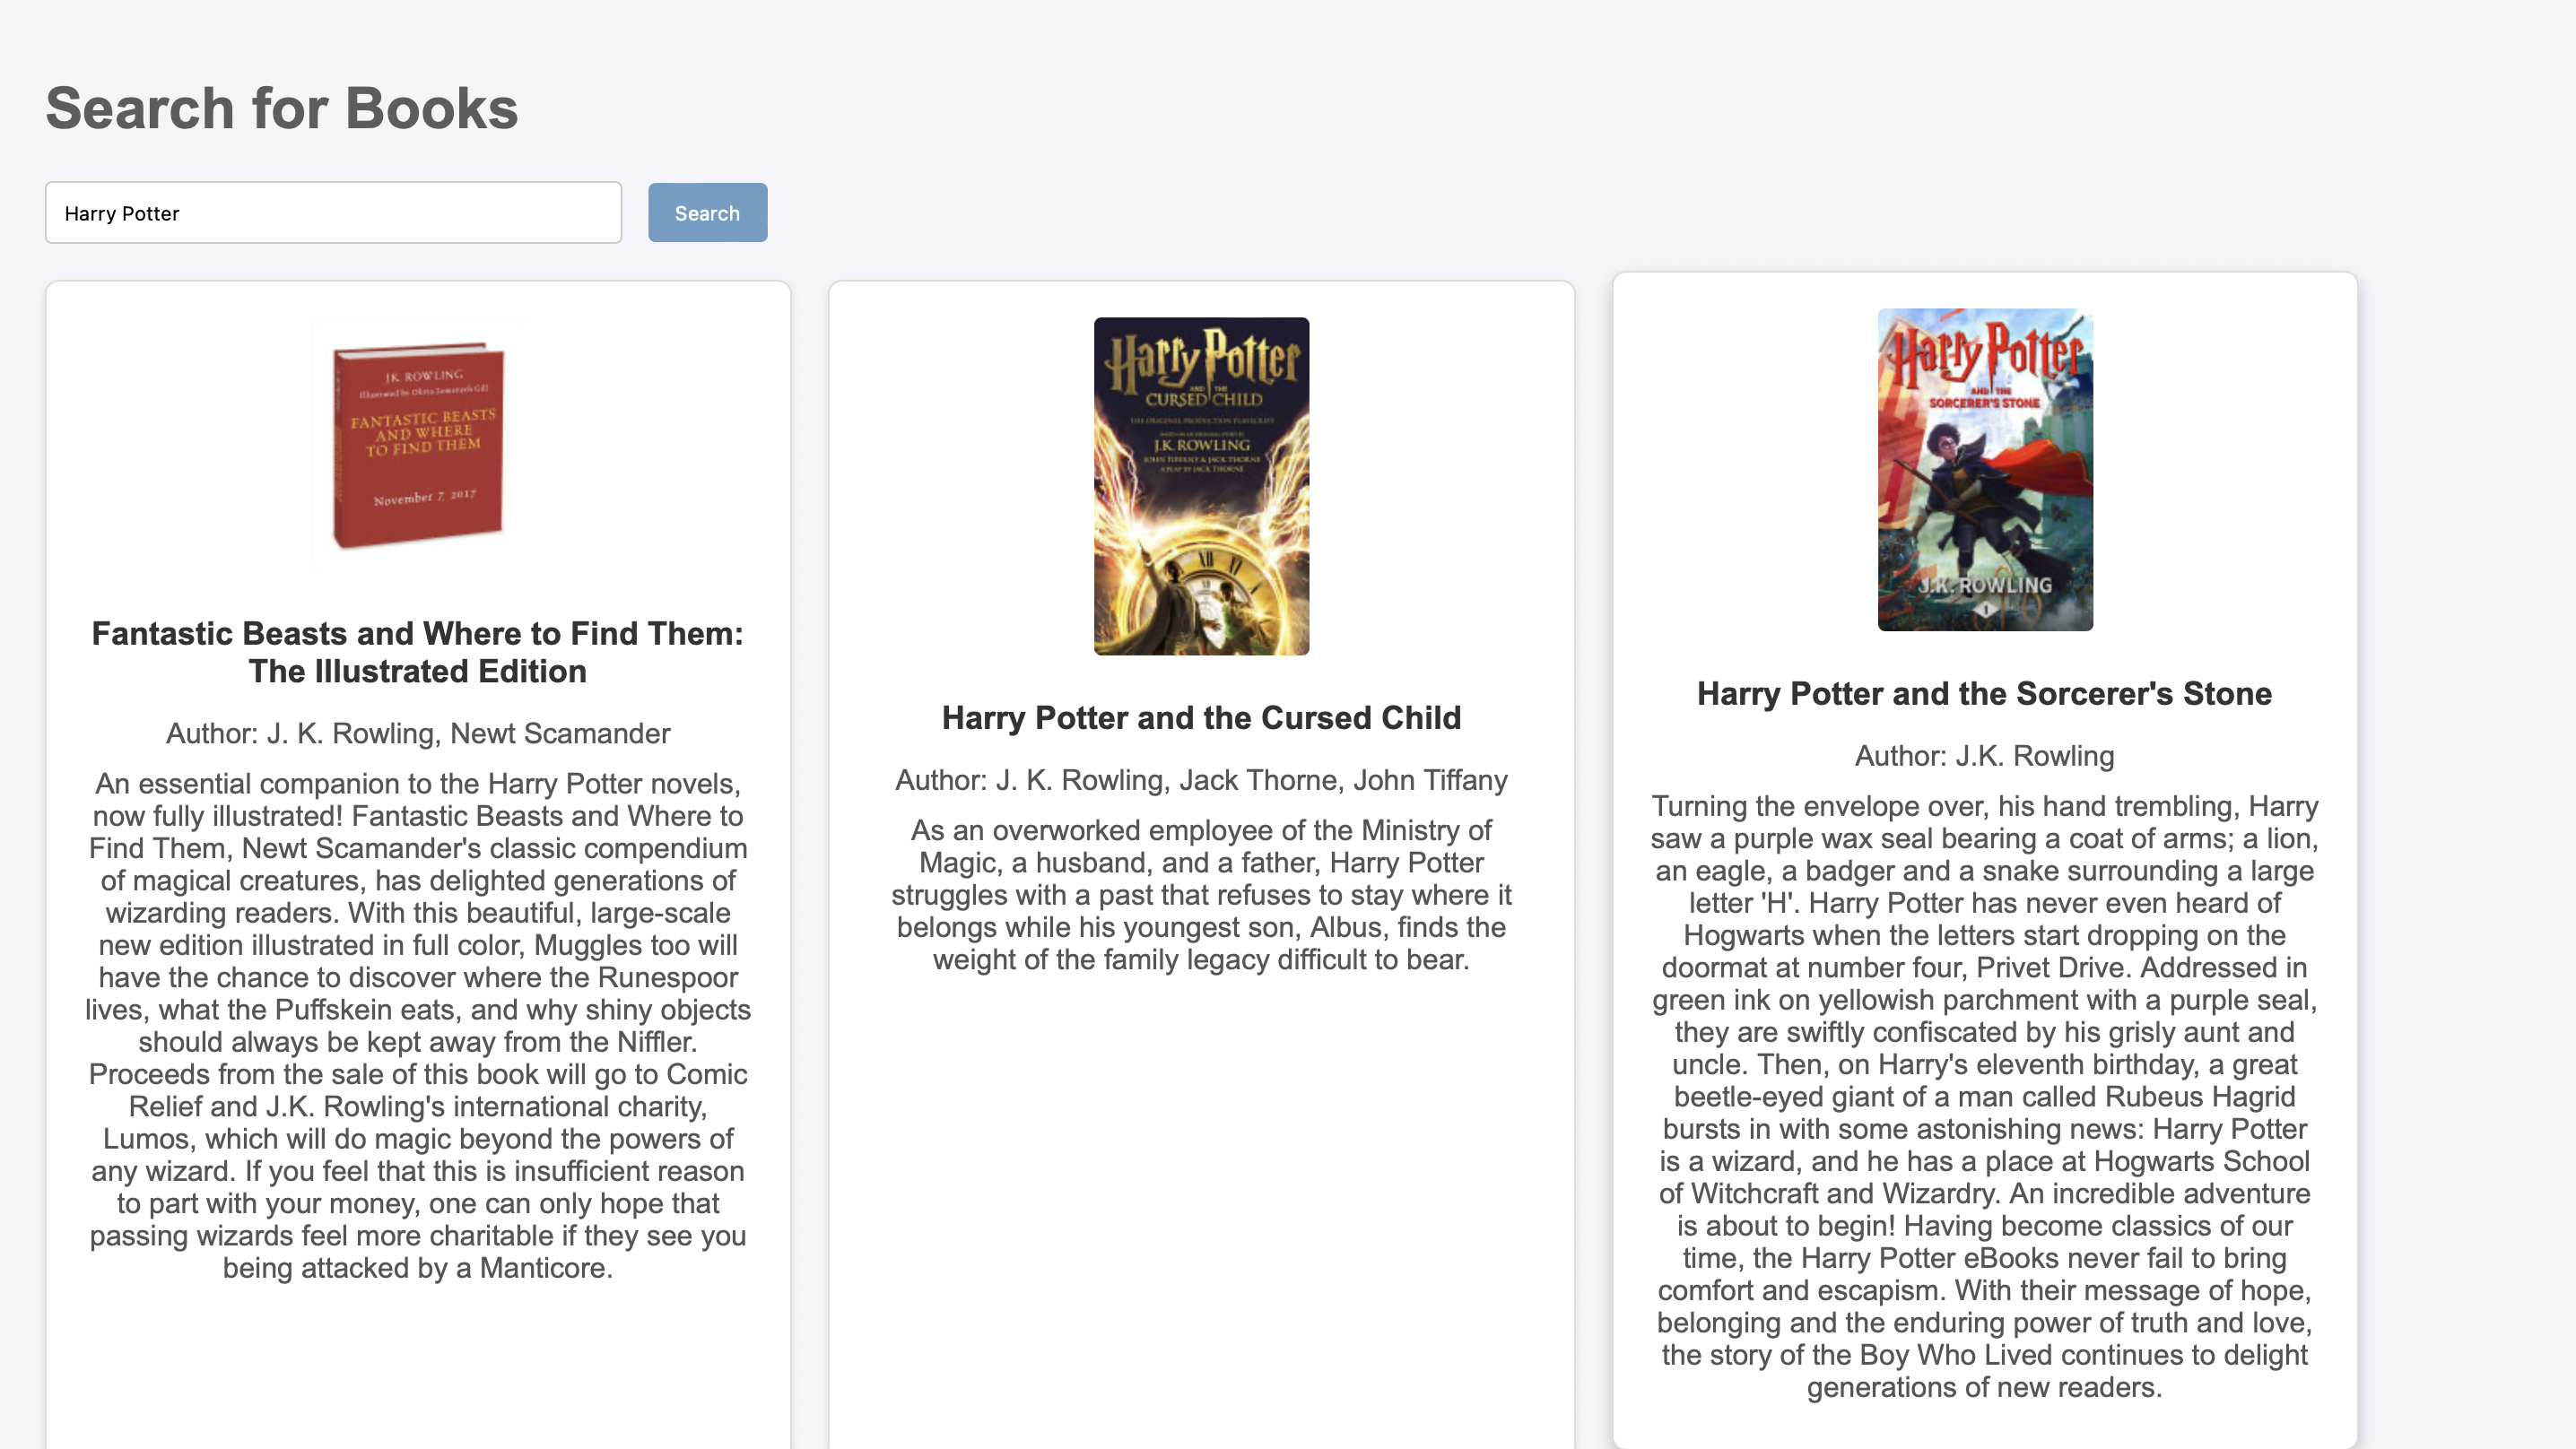 Search for Books
Harry Potter
Search
J.K. ROWLING
Illustrated by Olivia Lomenech Gill
FANTASTIC BEASTS
AND WHERE
TO FIND THEM
November 7, 2017
Fantastic Beasts and Where to Find Them:
The Illustrated Edition
Author: J. K. Rowling, Newt Scamander
An essential companion to the Harry Potter novels,
now fully illustrated! Fantastic Beasts and Where to
Find Them, Newt Scamander's classic compendium
of magical creatures, has delighted generations of
wizarding readers. With this beautiful, large-scale
new edition illustrated in full color, Muggles too will
have the chance to discover where the Runespoor
lives, what the Puffskein eats, and why shiny objects
should always be kept away from the Niffler.
Proceeds from the sale of this book will go to Comic
Relief and J.K. Rowling's international charity,
Lumos, which will do magic beyond the powers of
any wizard. If you feel that this is insufficient reason
to part with your money, one can only hope that
passing wizards feel more charitable if they see you
being attacked by a Manticore.
Harry Potter
AND THE
CURSED CHILD
THE ORIGINAL PRODUCTION PLAYSCRIPT
BASED ON AN ORIGINAL STORY BY
J.K. ROWLING
JOHN TIFFANY & JACK THORNE
A PLAY BY JACK THORNE
Harry Potter and the Cursed Child
Author: J. K. Rowling, Jack Thorne, John Tiffany
As an overworked employee of the Ministry of
Magic, a husband, and a father, Harry Potter
struggles with a past that refuses to stay where it
belongs while his youngest son, Albus, finds the
weight of the family legacy difficult to bear.
Harry Potter
AND THE
SORCERER'S STONE
J.K. ROWLING
1
Harry Potter and the Sorcerer's Stone
Author: J.K. Rowling
Turning the envelope over, his hand trembling, Harry
saw a purple wax seal bearing a coat of arms; a lion,
an eagle, a badger and a snake surrounding a large
letter 'H'. Harry Potter has never even heard of
Hogwarts when the letters start dropping on the
doormat at number four, Privet Drive. Addressed in
green ink on yellowish parchment with a purple seal,
they are swiftly confiscated by his grisly aunt and
uncle. Then, on Harry's eleventh birthday, a great
beetle-eyed giant of a man called Rubeus Hagrid
bursts in with some astonishing news: Harry Potter
is a wizard, and he has a place at Hogwarts School
of Witchcraft and Wizardry. An incredible adventure
is about to begin! Having become classics of our
time, the Harry Potter eBooks never fail to bring
comfort and escapism. With their message of hope,
belonging and the enduring power of truth and love,
the story of the Boy Who Lived continues to delight
generations of new readers.